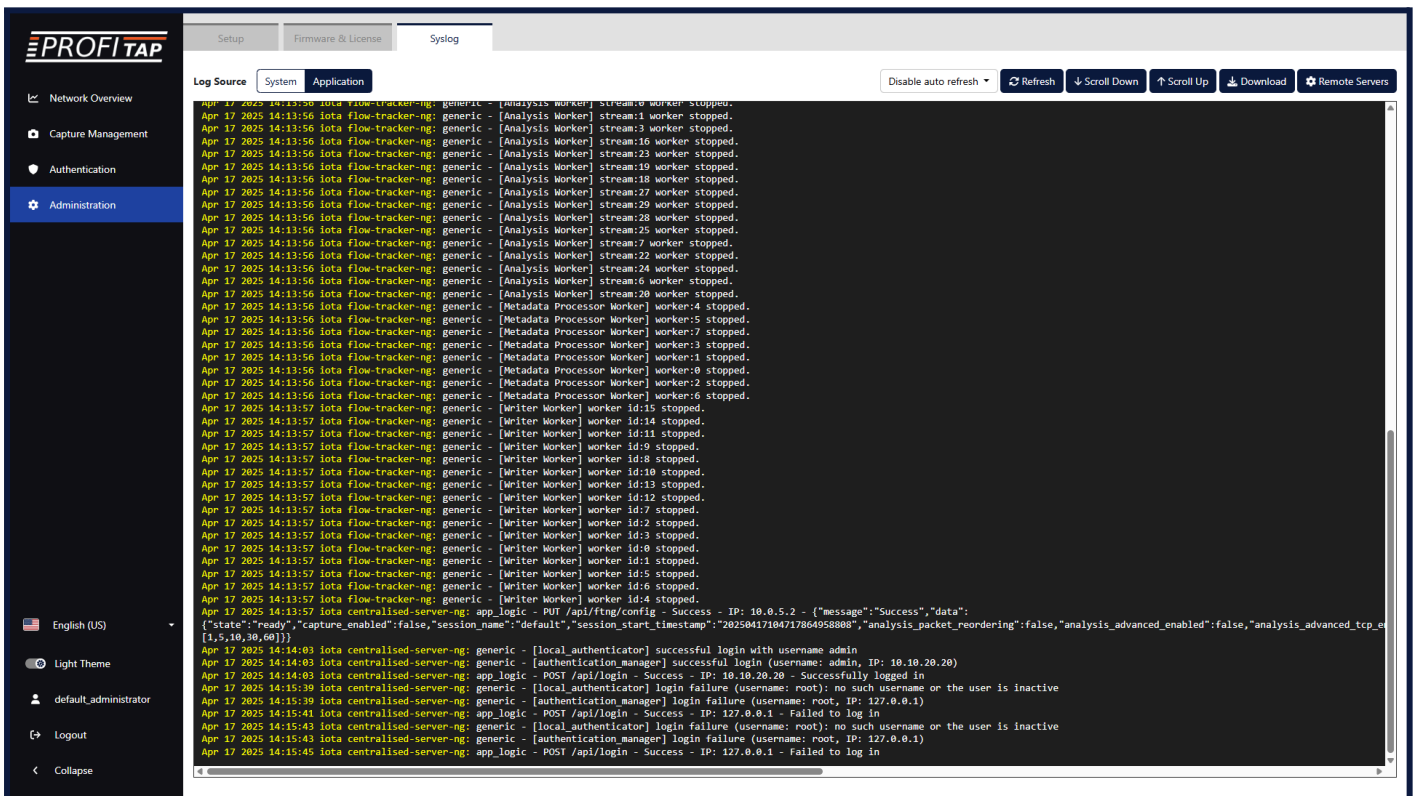 PROFITAP
Network Overview
Capture Management
Authentication
Administration
English (US)
Light Theme
default_administrator
Logout
Collapse
Setup
Firmware & License
Syslog
Log Source
System
Application
Disable auto refresh
Refresh
Scroll Down
Scroll Up
Download
Remote Servers
Apr 17 2025 14:13:56 iota flow-tracker-ng: generic - [Analysis Worker] stream:0 worker stopped.
Apr 17 2025 14:13:56 iota flow-tracker-ng: generic - [Analysis Worker] stream:1 worker stopped.
Apr 17 2025 14:13:56 iota flow-tracker-ng: generic - [Analysis Worker] stream:3 worker stopped.
Apr 17 2025 14:13:56 iota flow-tracker-ng: generic - [Analysis Worker] stream:16 worker stopped.
Apr 17 2025 14:13:56 iota flow-tracker-ng: generic - [Analysis Worker] stream:23 worker stopped.
Apr 17 2025 14:13:56 iota flow-tracker-ng: generic - [Analysis Worker] stream:19 worker stopped.
Apr 17 2025 14:13:56 iota flow-tracker-ng: generic - [Analysis Worker] stream:18 worker stopped.
Apr 17 2025 14:13:56 iota flow-tracker-ng: generic - [Analysis Worker] stream:27 worker stopped.
Apr 17 2025 14:13:56 iota flow-tracker-ng: generic - [Analysis Worker] stream:29 worker stopped.
Apr 17 2025 14:13:56 iota flow-tracker-ng: generic - [Analysis Worker] stream:28 worker stopped.
Apr 17 2025 14:13:56 iota flow-tracker-ng: generic - [Analysis Worker] stream:25 worker stopped.
Apr 17 2025 14:13:56 iota flow-tracker-ng: generic - [Analysis Worker] stream:7 worker stopped.
Apr 17 2025 14:13:56 iota flow-tracker-ng: generic - [Analysis Worker] stream:22 worker stopped.
Apr 17 2025 14:13:56 iota flow-tracker-ng: generic - [Analysis Worker] stream:24 worker stopped.
Apr 17 2025 14:13:56 iota flow-tracker-ng: generic - [Analysis Worker] stream:6 worker stopped.
Apr 17 2025 14:13:56 iota flow-tracker-ng: generic - [Analysis Worker] stream:20 worker stopped.
Apr 17 2025 14:13:56 iota flow-tracker-ng: generic - [Metadata Processor Worker] worker:4 stopped.
Apr 17 2025 14:13:56 iota flow-tracker-ng: generic - [Metadata Processor Worker] worker:5 stopped.
Apr 17 2025 14:13:56 iota flow-tracker-ng: generic - [Metadata Processor Worker] worker:7 stopped.
Apr 17 2025 14:13:56 iota flow-tracker-ng: generic - [Metadata Processor Worker] worker:3 stopped.
Apr 17 2025 14:13:56 iota flow-tracker-ng: generic - [Metadata Processor Worker] worker:1 stopped.
Apr 17 2025 14:13:56 iota flow-tracker-ng: generic - [Metadata Processor Worker] worker:0 stopped.
Apr 17 2025 14:13:56 iota flow-tracker-ng: generic - [Metadata Processor Worker] worker:2 stopped.
Apr 17 2025 14:13:56 iota flow-tracker-ng: generic - [Metadata Processor Worker] worker:6 stopped.
Apr 17 2025 14:13:57 iota flow-tracker-ng: generic - [Writer Worker] worker id:15 stopped.
Apr 17 2025 14:13:57 iota flow-tracker-ng: generic - [Writer Worker] worker id:14 stopped.
Apr 17 2025 14:13:57 iota flow-tracker-ng: generic - [Writer Worker] worker id:11 stopped.
Apr 17 2025 14:13:57 iota flow-tracker-ng: generic - [Writer Worker] worker id:9 stopped.
Apr 17 2025 14:13:57 iota flow-tracker-ng: generic - [Writer Worker] worker id:8 stopped.
Apr 17 2025 14:13:57 iota flow-tracker-ng: generic - [Writer Worker] worker id:10 stopped.
Apr 17 2025 14:13:57 iota flow-tracker-ng: generic - [Writer Worker] worker id:13 stopped.
Apr 17 2025 14:13:57 iota flow-tracker-ng: generic - [Writer Worker] worker id:12 stopped.
Apr 17 2025 14:13:57 iota flow-tracker-ng: generic - [Writer Worker] worker id:7 stopped.
Apr 17 2025 14:13:57 iota flow-tracker-ng: generic - [Writer Worker] worker id:2 stopped.
Apr 17 2025 14:13:57 iota flow-tracker-ng: generic - [Writer Worker] worker id:3 stopped.
Apr 17 2025 14:13:57 iota flow-tracker-ng: generic - [Writer Worker] worker id:0 stopped.
Apr 17 2025 14:13:57 iota flow-tracker-ng: generic - [Writer Worker] worker id:1 stopped.
Apr 17 2025 14:13:57 iota flow-tracker-ng: generic - [Writer Worker] worker id:5 stopped.
Apr 17 2025 14:13:57 iota flow-tracker-ng: generic - [Writer Worker] worker id:6 stopped.
Apr 17 2025 14:13:57 iota flow-tracker-ng: generic - [Writer Worker] worker id:4 stopped.
Apr 17 2025 14:13:57 iota centralised-server-ng: app_logic - PUT /api/ftng/config - Success - IP: 10.0.5.2 - {"message":"Success","data":
{"state":"ready","capture_enabled":false,"session_name":"default","session_start_timestamp":"20250417104717864958808","analysis_packet_reordering":false,"analysis_advanced_enabled":false,"analysis_advanced_tcp_e
[1,5,10,30,60]}}
Apr 17 2025 14:14:03 iota centralised-server-ng: generic - [local_authenticator] successful login with username admin
Apr 17 2025 14:14:03 iota centralised-server-ng: generic - [authentication_manager] successful login (username: admin, IP: 10.10.20.20)
Apr 17 2025 14:14:03 iota centralised-server-ng: app_logic - POST /api/login - Success - IP: 10.10.20.20 - Successfully logged in
Apr 17 2025 14:15:39 iota centralised-server-ng: generic - [local_authenticator] login failure (username: root): no such username or the user is inactive
Apr 17 2025 14:15:39 iota centralised-server-ng: generic - [authentication_manager] login failure (username: root, IP: 127.0.0.1)
Apr 17 2025 14:15:41 iota centralised-server-ng: app_logic - POST /api/login - Success - IP: 127.0.0.1 - Failed to log in
Apr 17 2025 14:15:43 iota centralised-server-ng: generic - [local_authenticator] login failure (username: root): no such username or the user is inactive
Apr 17 2025 14:15:43 iota centralised-server-ng: generic - [authentication_manager] login failure (username: root, IP: 127.0.0.1)
Apr 17 2025 14:15:45 iota centralised-server-ng: app_logic - POST /api/login - Success - IP: 127.0.0.1 - Failed to log in